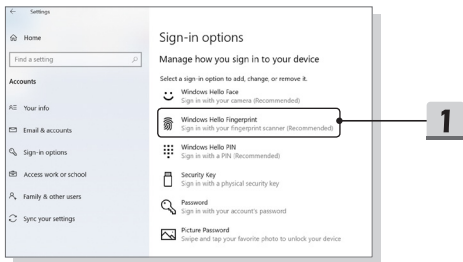 Settings
Home
Find a setting
Accounts
Your info
Email & accounts
Sign-in options
Access work or school
Family & other users
Sync your settings
Sign-in options
Manage how you sign in to your device
Select a sign-in option to add, change, or remove it.
Windows Hello Face
Sign in with your camera (Recommended)
Windows Hello Fingerprint
Sign in with your fingerprint scanner (Recommended)
Windows Hello PIN
Sign in with a PIN (Recommended)
Security Key
Sign in with a physical security key
Password
Sign in with your account's password
Picture Password
Swipe and tap your favorite photo to unlock your device
1